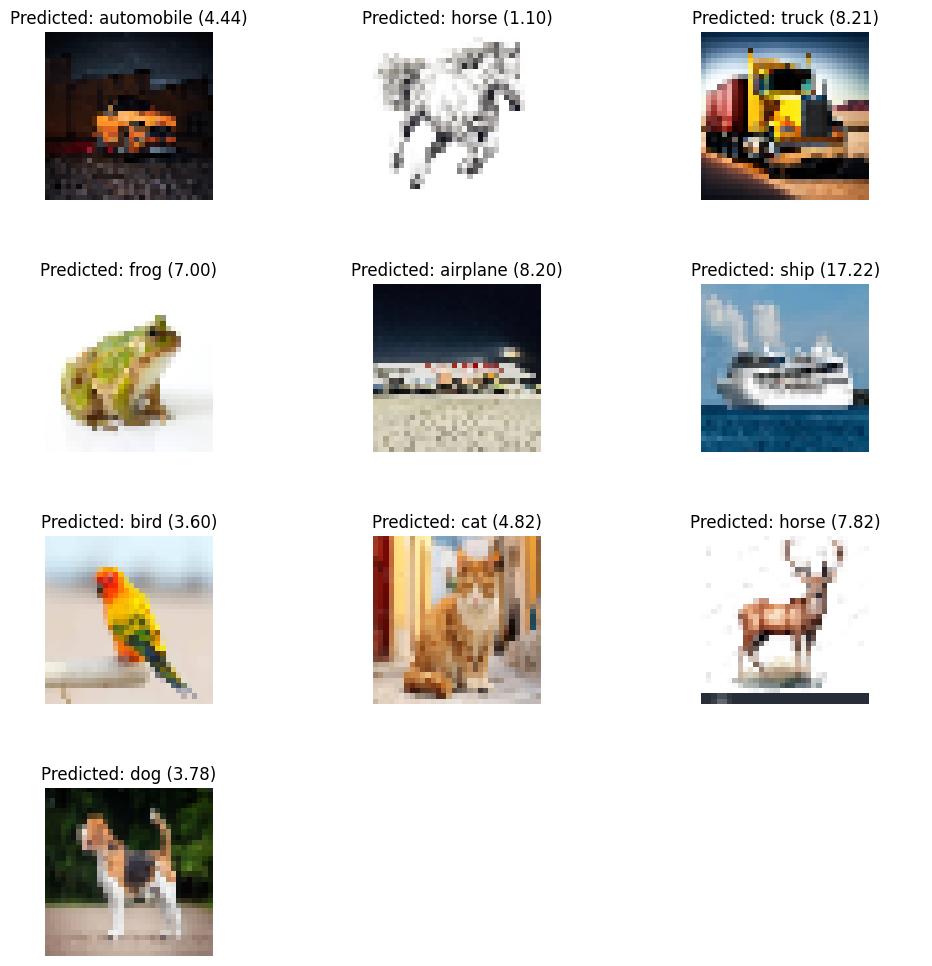 Predicted: automobile (4.44)
Predicted: horse (1.10)
Predicted: truck (8.21)
Predicted: frog (7.00)
Predicted: airplane (8.20)
Predicted: ship (17.22)
Predicted: bird (3.60)
Predicted: cat (4.82)
Predicted: horse (7.82)
Predicted: dog (3.78)